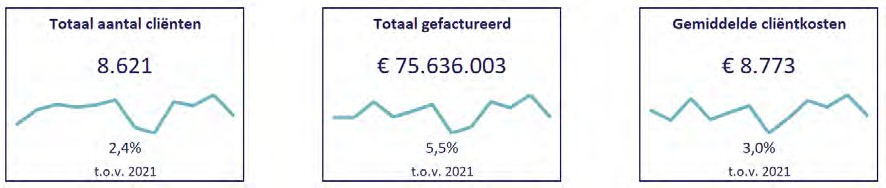 Totaal aantal cliënten
8.621
2,4%
t.o.v. 2021
Totaal gefactureerd
€ 75.636.003
5,5%
t.o.v. 2021
Gemiddelde cliëntkosten
€ 8.773
3,0%
t.o.v. 2021